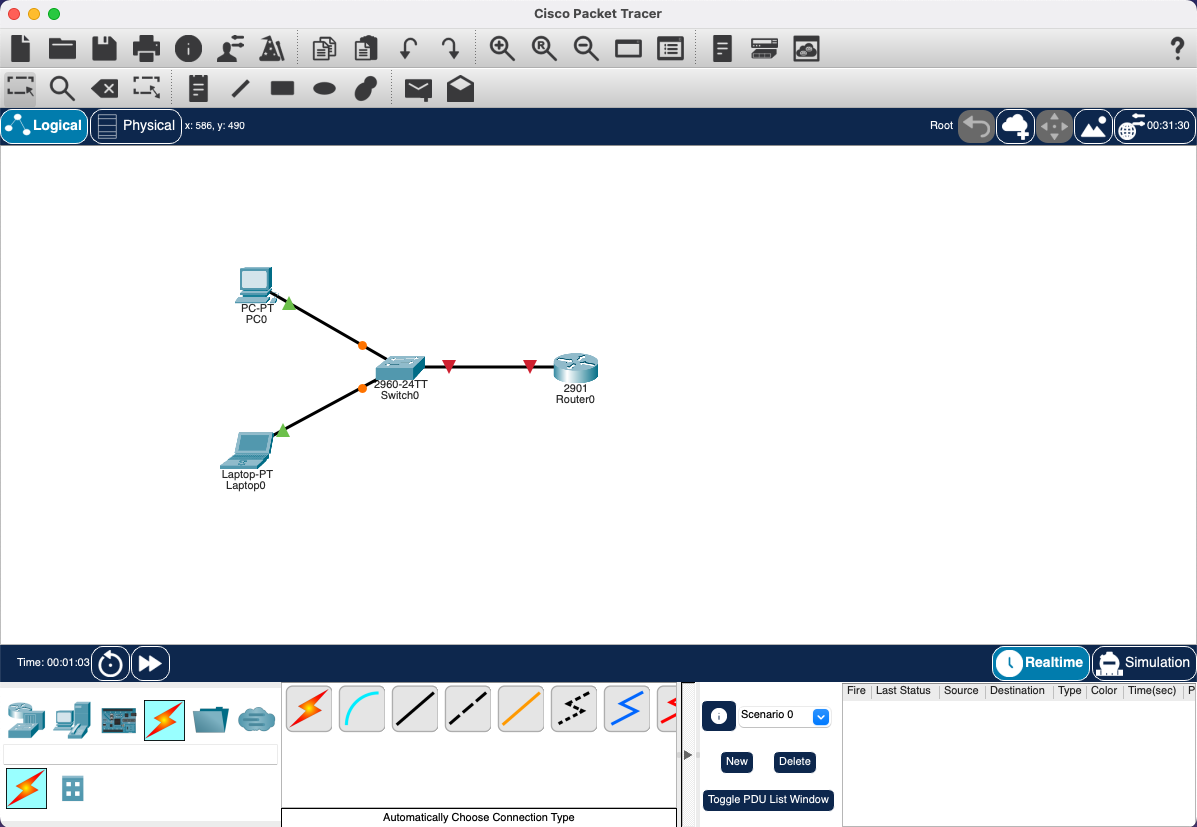 Cisco Packet Tracer
Logical
Physical
x: 586, y: 490
Root
00:31:30
PC-PT
PC0
2960-24TT
Switch0
2901
Router0
Laptop-PT
Laptop0
Time: 00:01:03
Realtime
Simulation
Scenario 0
New
Delete
Toggle PDU List Window
Fire Last Status Source Destination Type Color Time(sec) P
Automatically Choose Connection Type